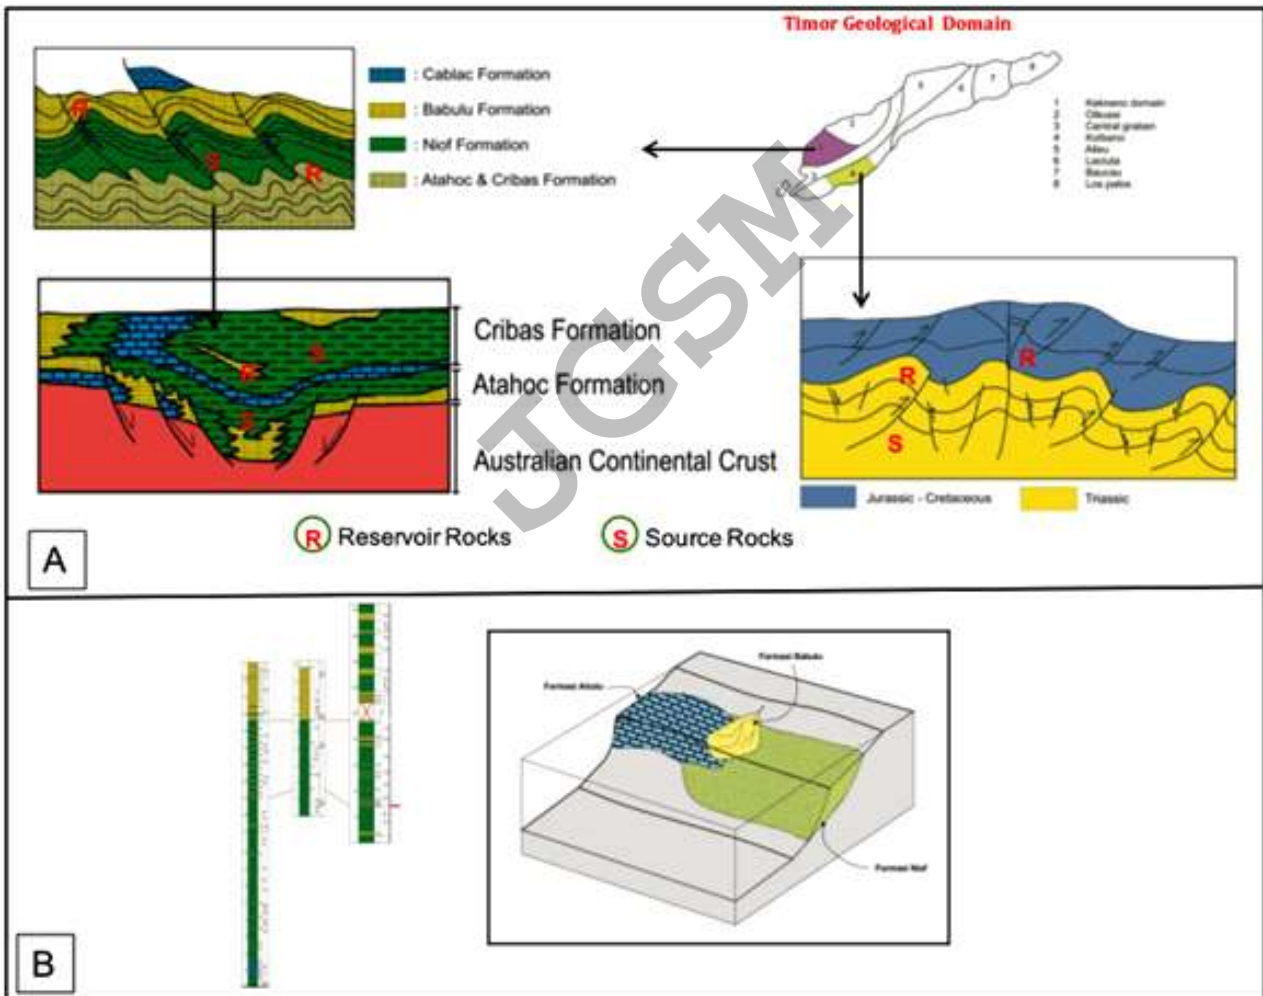 Timor Geological Domain
: Cablac Formation
: Babulu Formation
: Niof Formation
: Atahoc & Cribas Formation
R
S
R
1 Kekneno domain
2 Oikusi
3 Central graben
4 Kolbano
5 Aileu
6 Lacluta
7 Baucau
8 Los palos
Cribas Formation
Atahoc Formation
Australian Continental Crust
S
R
S
R
R
S
Jurassic - Cretaceous
Triassic
R Reservoir Rocks
S Source Rocks
A
JGSM
Formasi Babulu
Formasi Aitutu
Formasi Niof
B